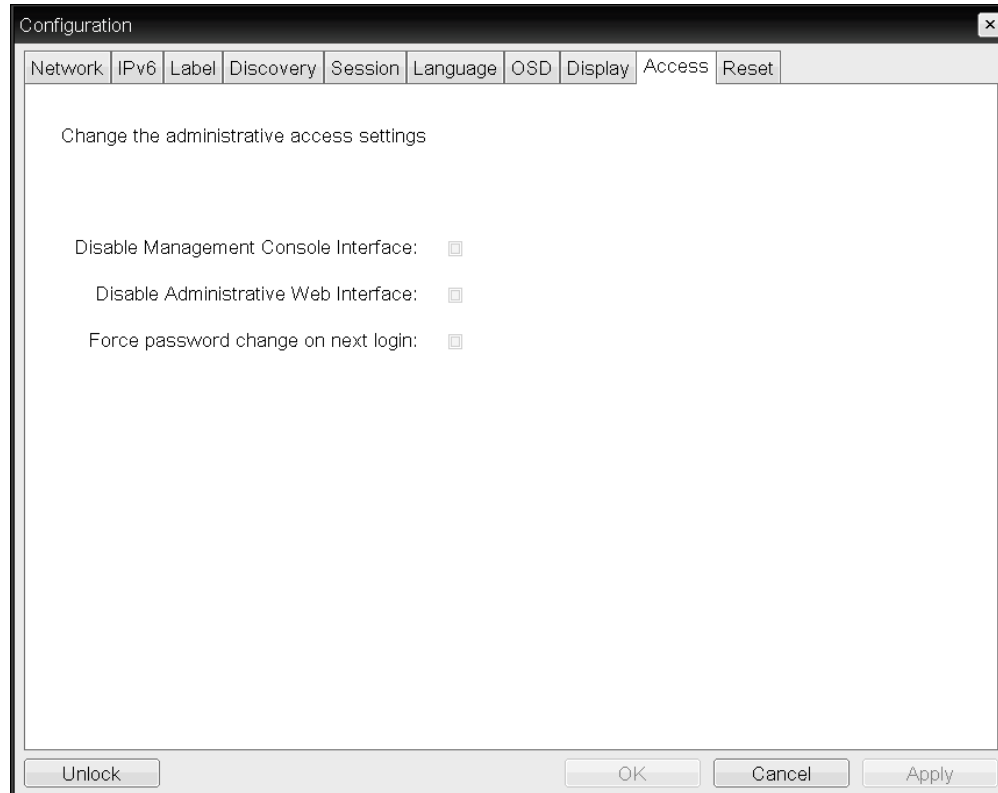 Configuration
Network IPv6 Label Discovery Session Language OSD Display Access Reset
Change the administrative access settings
Disable Management Console Interface:
Disable Administrative Web Interface:
Force password change on next login:
Unlock OK Cancel Apply